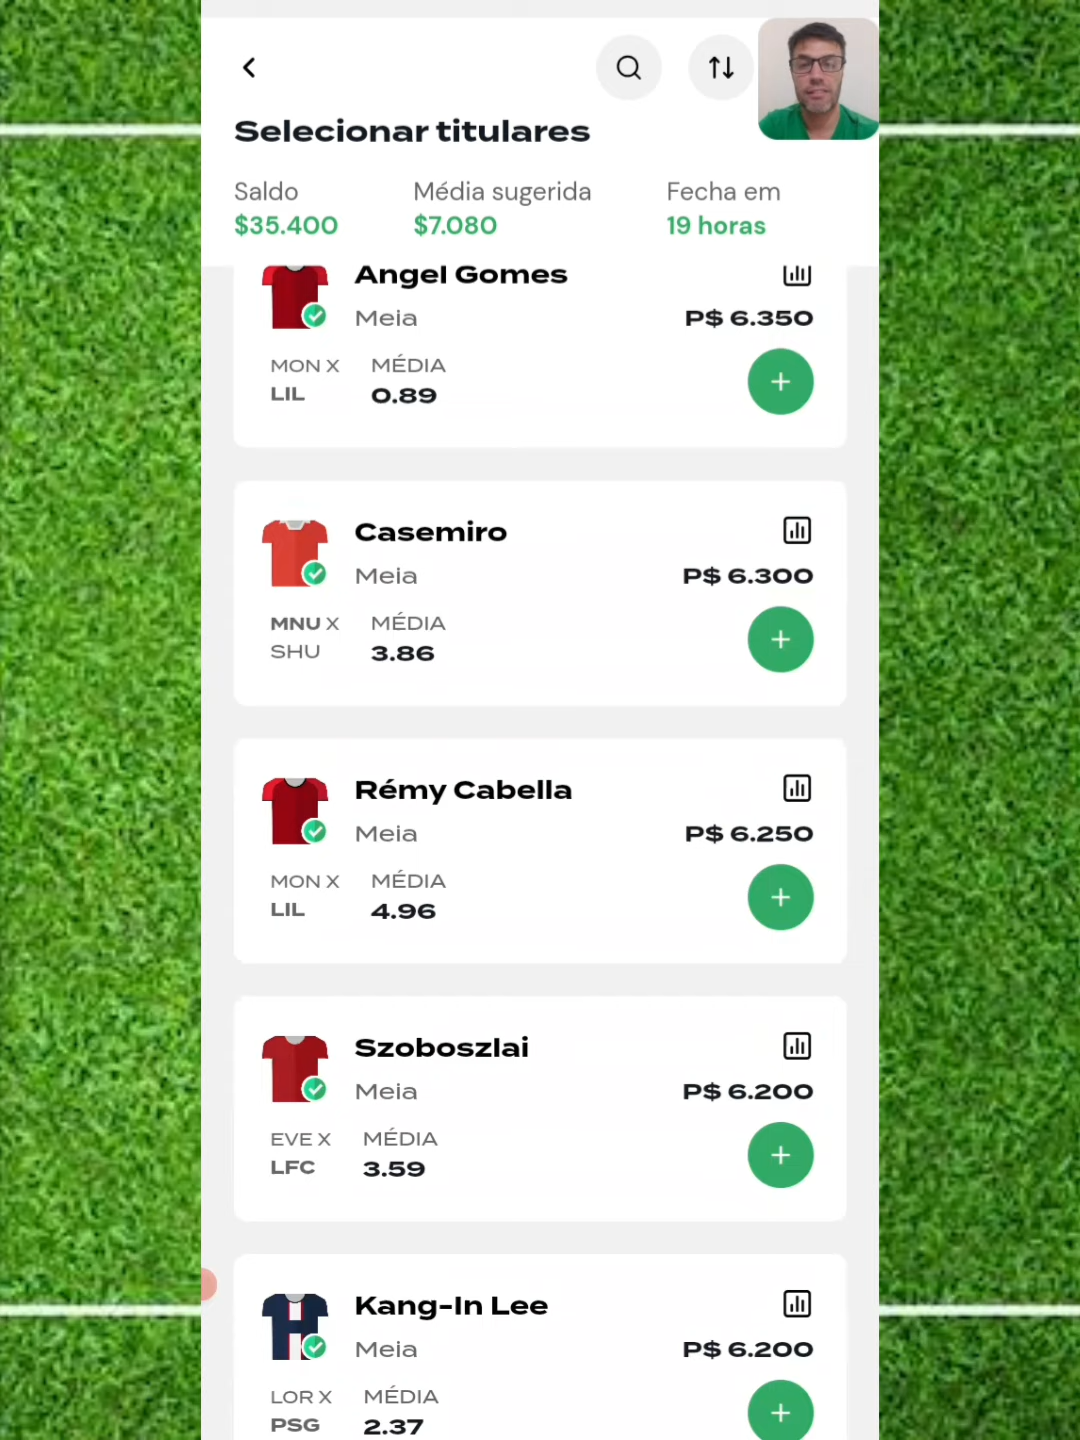 Selecionar titulares
Saldo
$35.400
Média sugerida
$7.080
Fecha em
19 horas
Angel Gomes
Meia
P$ 6.350
MON X
LIL
MÉDIA
0.89
Casemiro
Meia
P$ 6.300
MNU X
SHU
MÉDIA
3.86
Rémy Cabella
Meia
P$ 6.250
MON X
LIL
MÉDIA
4.96
Szoboszlai
Meia
P$ 6.200
EVE X
LFC
MÉDIA
3.59
Kang-In Lee
Meia
P$ 6.200
LOR X
PSG
MÉDIA
2.37